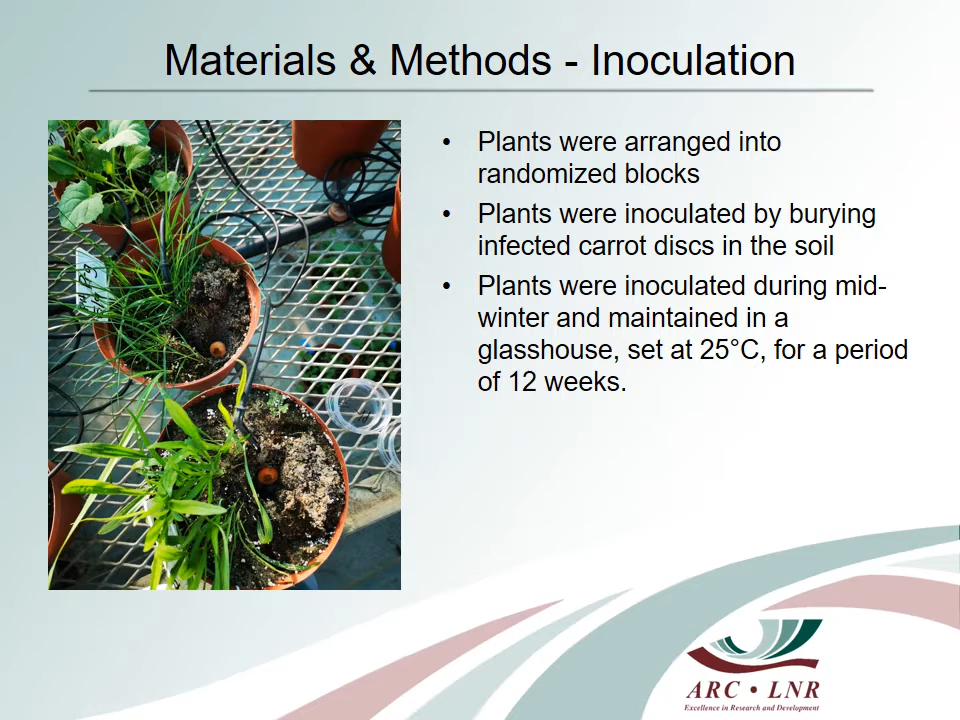 Materials & Methods - Inoculation
• Plants were arranged into
randomized blocks
• Plants were inoculated by burying
infected carrot discs in the soil
• Plants were inoculated during mid-
winter and maintained in a
glasshouse, set at 25°C, for a period
of 12 weeks.
ARC • LNR
Excellence in Research and Development